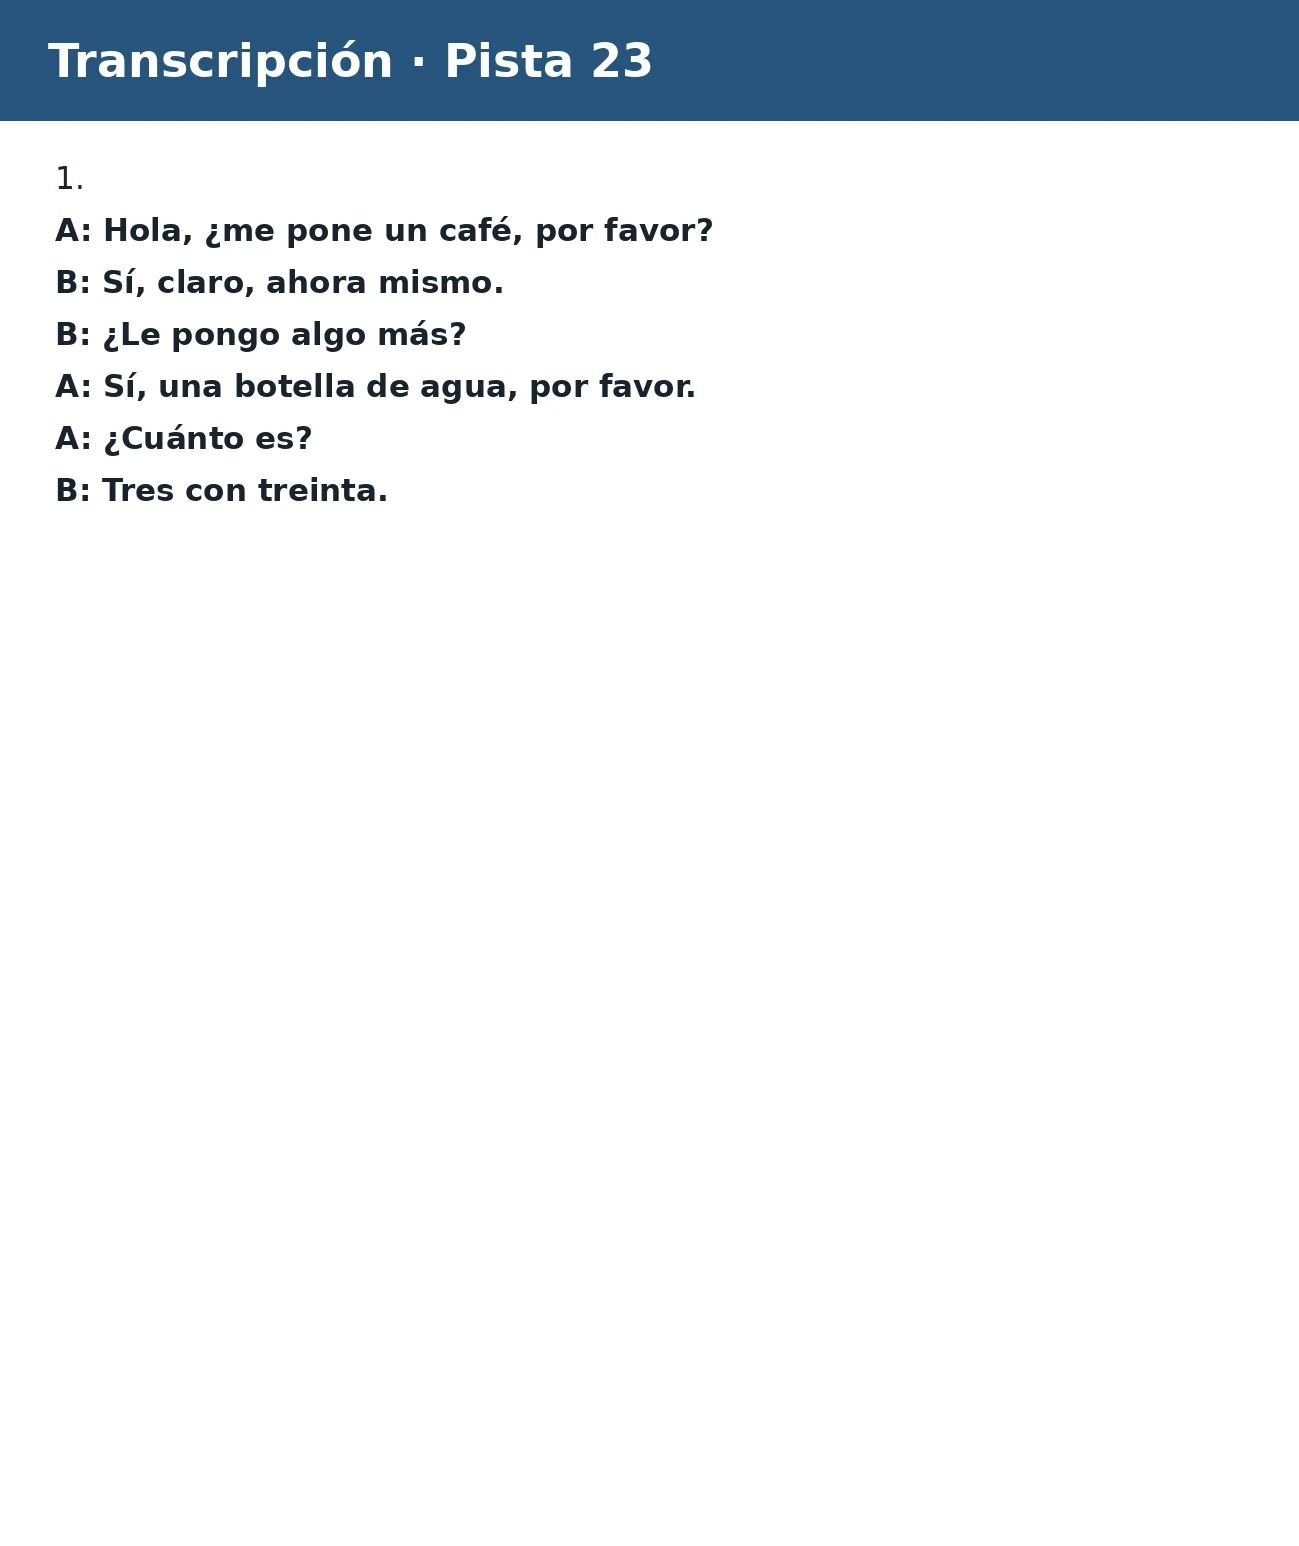 Transcripción · Pista 23
1.
A: Hola, ¿me pone un café, por favor?
B: Sí, claro, ahora mismo.
B: ¿Le pongo algo más?
A: Sí, una botella de agua, por favor.
A: ¿Cuánto es?
B: Tres con treinta.